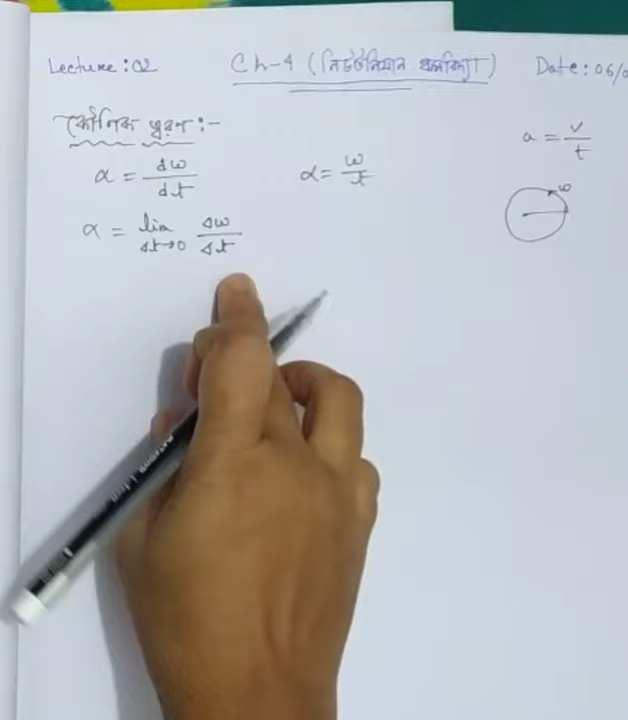 Lecture: 02 Ch-4 (নিউটনিয়ান বলবিদ্যা) Date: 06/0
কৌণিক ত্বরণ :-
α = dω/dt α = ω/t a = v/t
ω
α = lim Δt→0 Δω/Δt